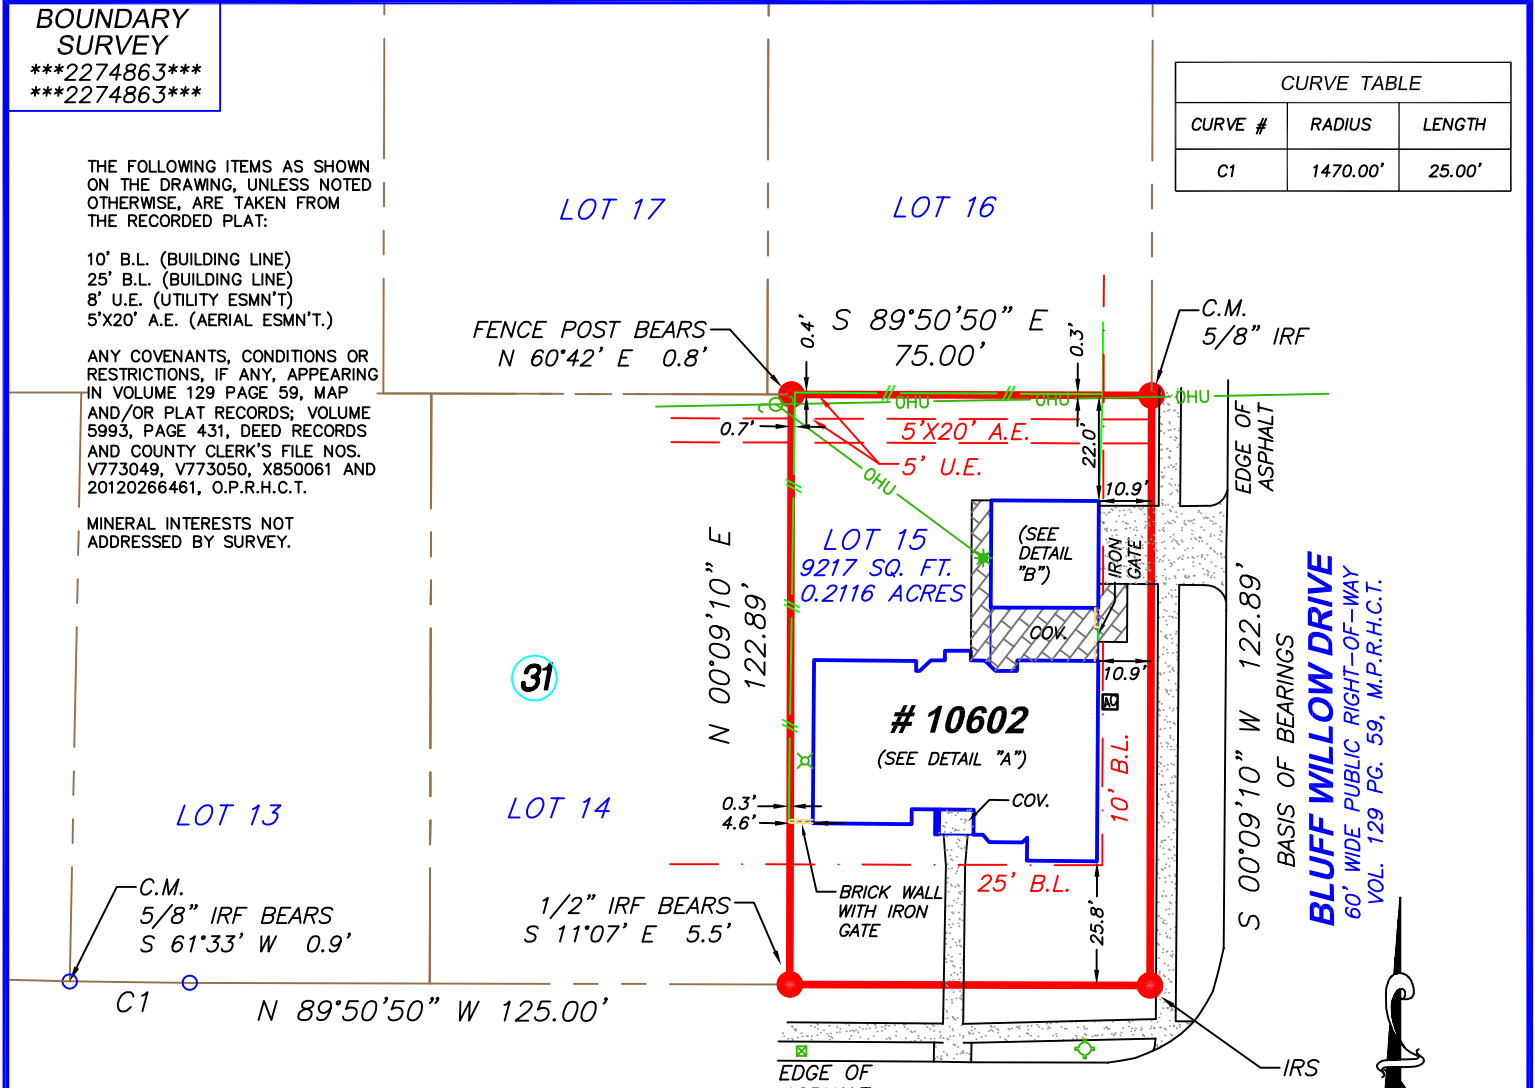 BOUNDARY
SURVEY
***2274863***
***2274863***
CURVE TABLE
CURVE # RADIUS LENGTH
C1 1470.00' 25.00'
THE FOLLOWING ITEMS AS SHOWN
ON THE DRAWING, UNLESS NOTED
OTHERWISE, ARE TAKEN FROM
THE RECORDED PLAT:
10' B.L. (BUILDING LINE)
25' B.L. (BUILDING LINE)
8' U.E. (UTILITY ESMN'T)
5'X20' A.E. (AERIAL ESMN'T.)
ANY COVENANTS, CONDITIONS OR
RESTRICTIONS, IF ANY, APPEARING
IN VOLUME 129 PAGE 59, MAP
AND/OR PLAT RECORDS; VOLUME
5993, PAGE 431, DEED RECORDS
AND COUNTY CLERK'S FILE NOS.
V773049, V773050, X850061 AND
20120266461, O.P.R.H.C.T.
MINERAL INTERESTS NOT
ADDRESSED BY SURVEY.
LOT 17
LOT 16
FENCE POST BEARS
N 60°42' E 0.8'
0.4'
S 89°50'50" E
75.00'
0.3'
C.M.
5/8" IRF
OHU
OHU
OHU
0.7'
5'X20' A.E.
5' U.E.
OHU
22.0'
10.9'
EDGE OF
ASPHALT
LOT 15
9217 SQ. FT.
0.2116 ACRES
(SEE
DETAIL
"B")
IRON
GATE
COV.
10.9'
AC
N 00°09'10" E
122.89'
31
# 10602
(SEE DETAIL "A")
10' B.L.
S 00°09'10" W 122.89'
BASIS OF BEARINGS
BLUFF WILLOW DRIVE
60' WIDE PUBLIC RIGHT-OF-WAY
VOL. 129 PG. 59, M.P.R.H.C.T.
LOT 13
LOT 14
0.3'
4.6'
COV.
25' B.L.
BRICK WALL
WITH IRON
GATE
25.8'
C.M.
5/8" IRF BEARS
S 61°33' W 0.9'
1/2" IRF BEARS
S 11°07' E 5.5'
C1
N 89°50'50" W 125.00'
IRS
EDGE OF